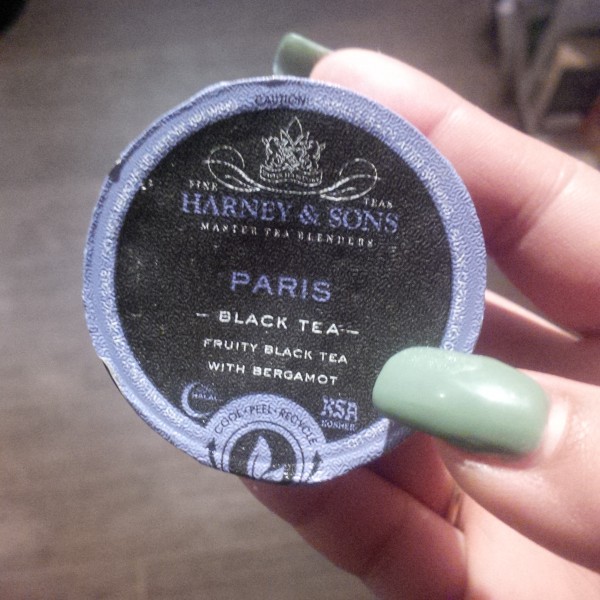 CAUTION:
FINE TEAS
HARNEY & SONS
MASTER TEA BLENDERS
PARIS
- BLACK TEA -
FRUITY BLACK TEA
WITH BERGAMOT
HALAL
KSA
KOSHER
COOL • PEEL • RECYCLE